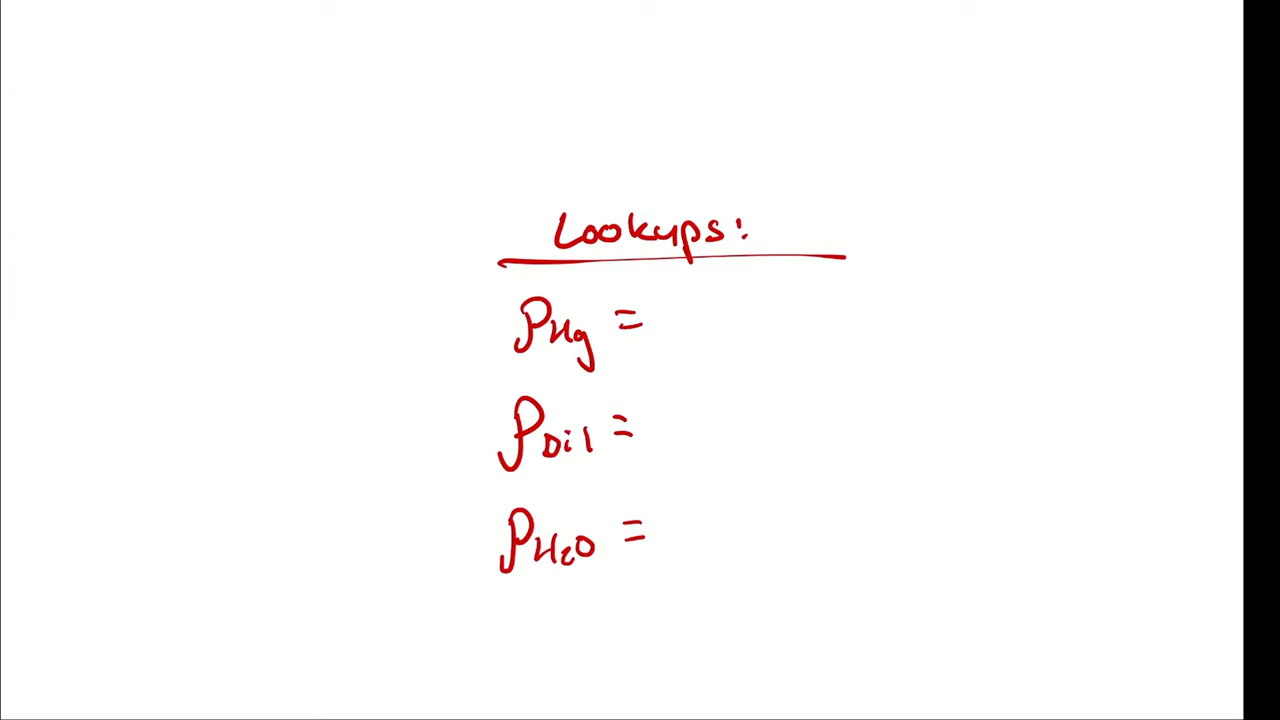 Lookups:
ρHg =
ρOil =
ρH₂O =